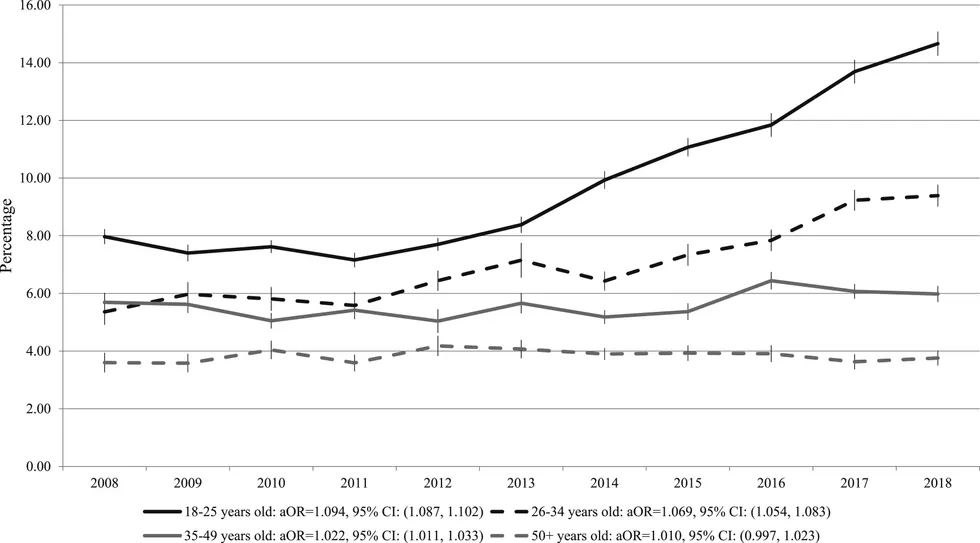 16.00
14.00
12.00
10.00
8.00
6.00
4.00
2.00
0.00
Percentage
2008 2009 2010 2011 2012 2013 2014 2015 2016 2017 2018
18-25 years old: aOR=1.094, 95% CI: (1.087, 1.102) 26-34 years old: aOR=1.069, 95% CI: (1.054, 1.083)
35-49 years old: aOR=1.022, 95% CI: (1.011, 1.033) 50+ years old: aOR=1.010, 95% CI: (0.997, 1.023)